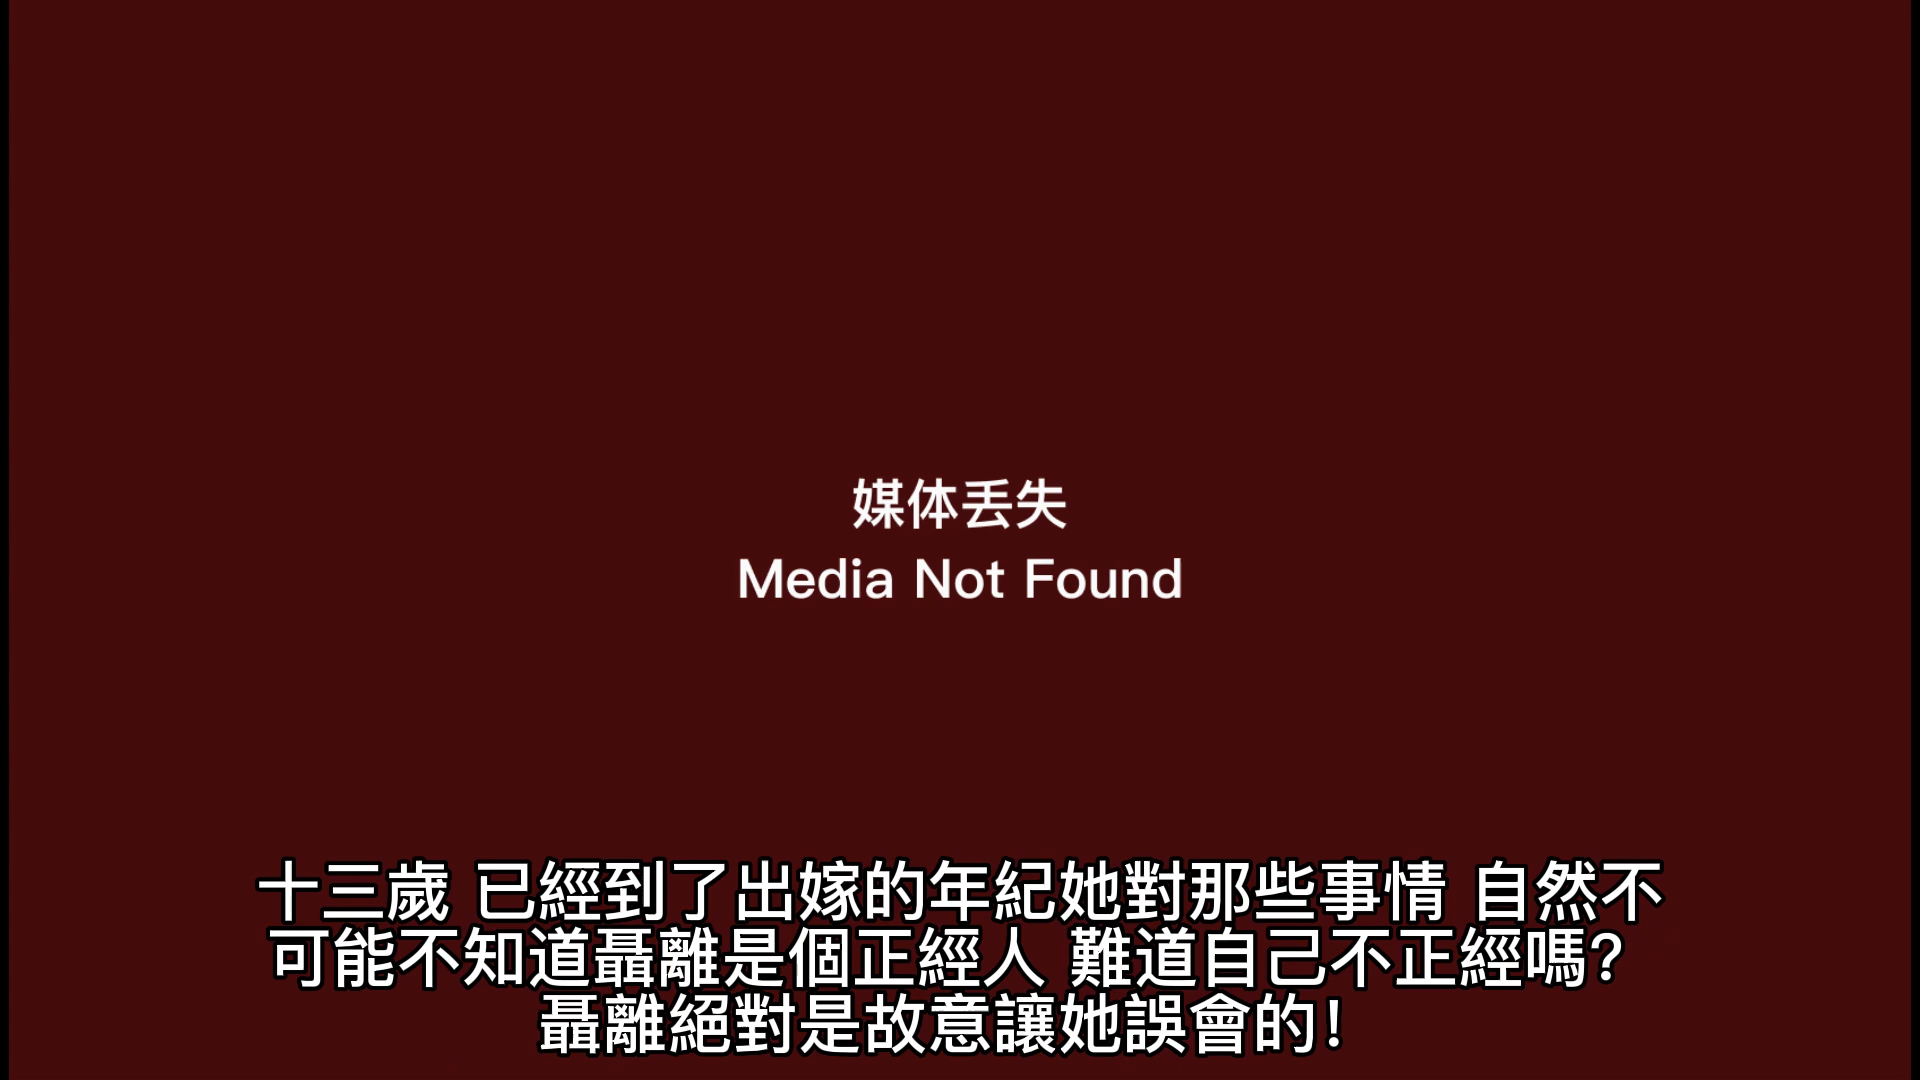 媒体丢失
Media Not Found
十三歲 已經到了出嫁的年紀她對那些事情 自然不
可能不知道聶離是個正經人 難道自己不正經嗎?
聶離絕對是故意讓她誤會的!